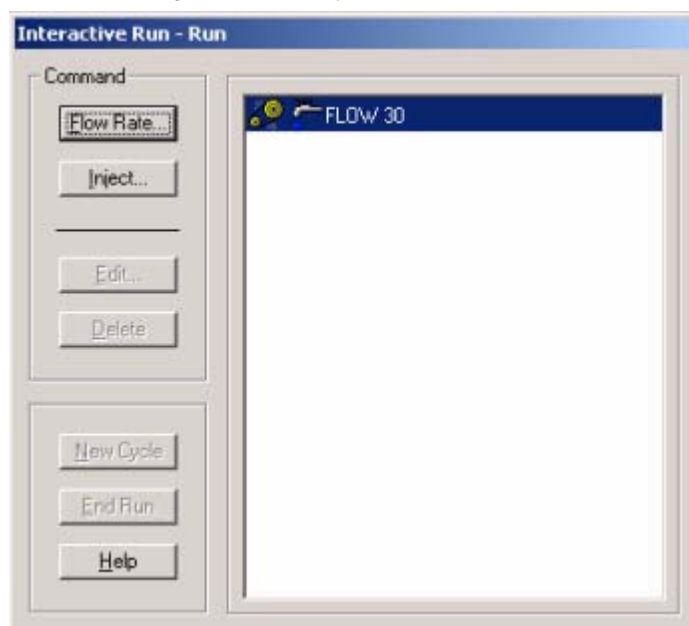 Interactive Run - Run
Command
Flow Rate...
Inject...
Edit...
Delete
New Cycle
End Run
Help
FLOW 30